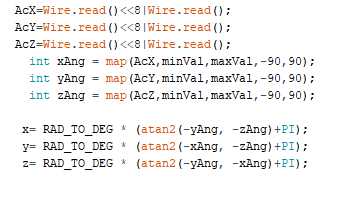 AcX=Wire.read()<<8|Wire.read();
AcY=Wire.read()<<8|Wire.read();
AcZ=Wire.read()<<8|Wire.read();
int xAng = map(AcX,minVal,maxVal,-90,90);
int yAng = map(AcY,minVal,maxVal,-90,90);
int zAng = map(AcZ,minVal,maxVal,-90,90);
x= RAD_TO_DEG * (atan2(-yAng, -zAng)+PI);
y= RAD_TO_DEG * (atan2(-xAng, -zAng)+PI);
z= RAD_TO_DEG * (atan2(-yAng, -xAng)+PI);